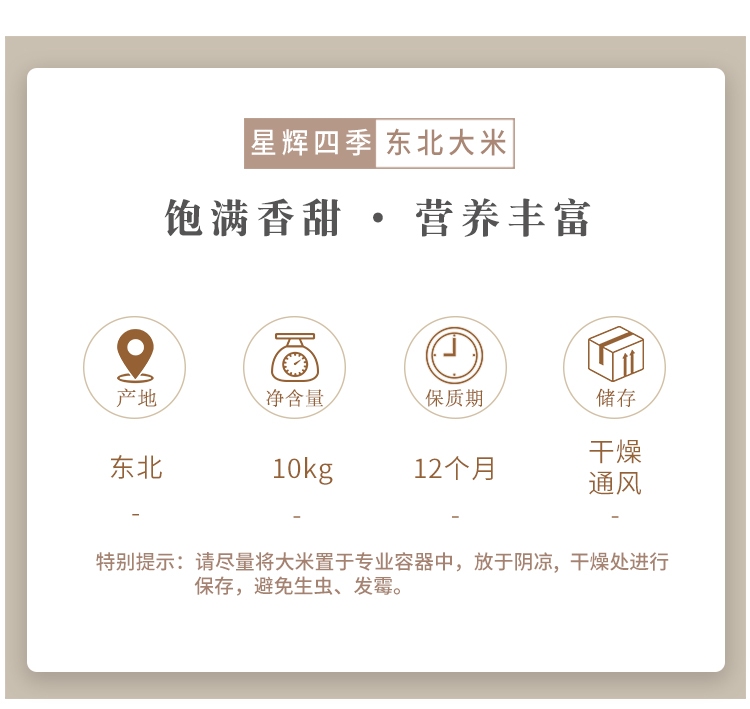 星辉四季 东北大米
饱满香甜 · 营养丰富
产地 净含量 保质期 储存
东北 10kg 12个月 干燥
通风
- - - -
特别提示：请尽量将大米置于专业容器中，放于阴凉, 干燥处进行
保存，避免生虫、发霉。